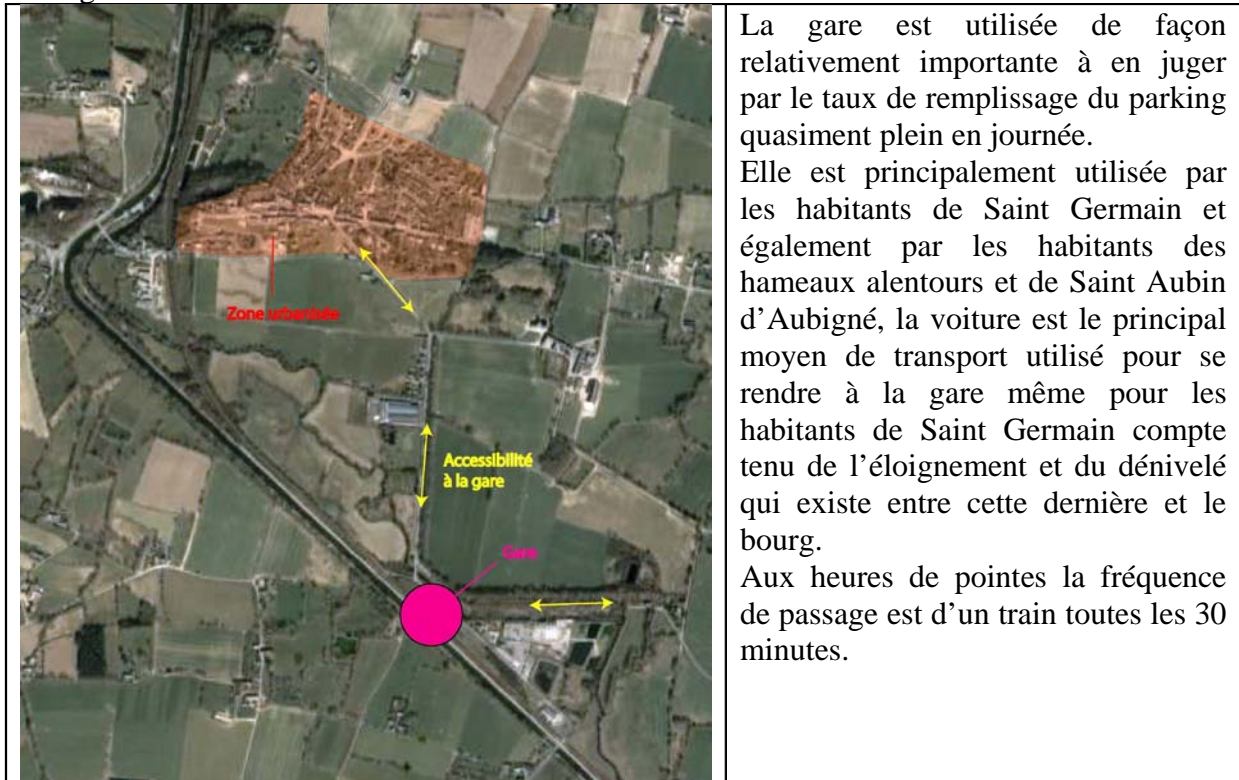 Zone urbanisée
Accessibilité
à la gare
Gare
La gare est utilisée de façon
relativement importante à en juger
par le taux de remplissage du parking
quasiment plein en journée.
Elle est principalement utilisée par
les habitants de Saint Germain et
également par les habitants des
hameaux alentours et de Saint Aubin
d’Aubigné, la voiture est le principal
moyen de transport utilisé pour se
rendre à la gare même pour les
habitants de Saint Germain compte
tenu de l’éloignement et du dénivelé
qui existe entre cette dernière et le
bourg.
Aux heures de pointes la fréquence
de passage est d’un train toutes les 30
minutes.